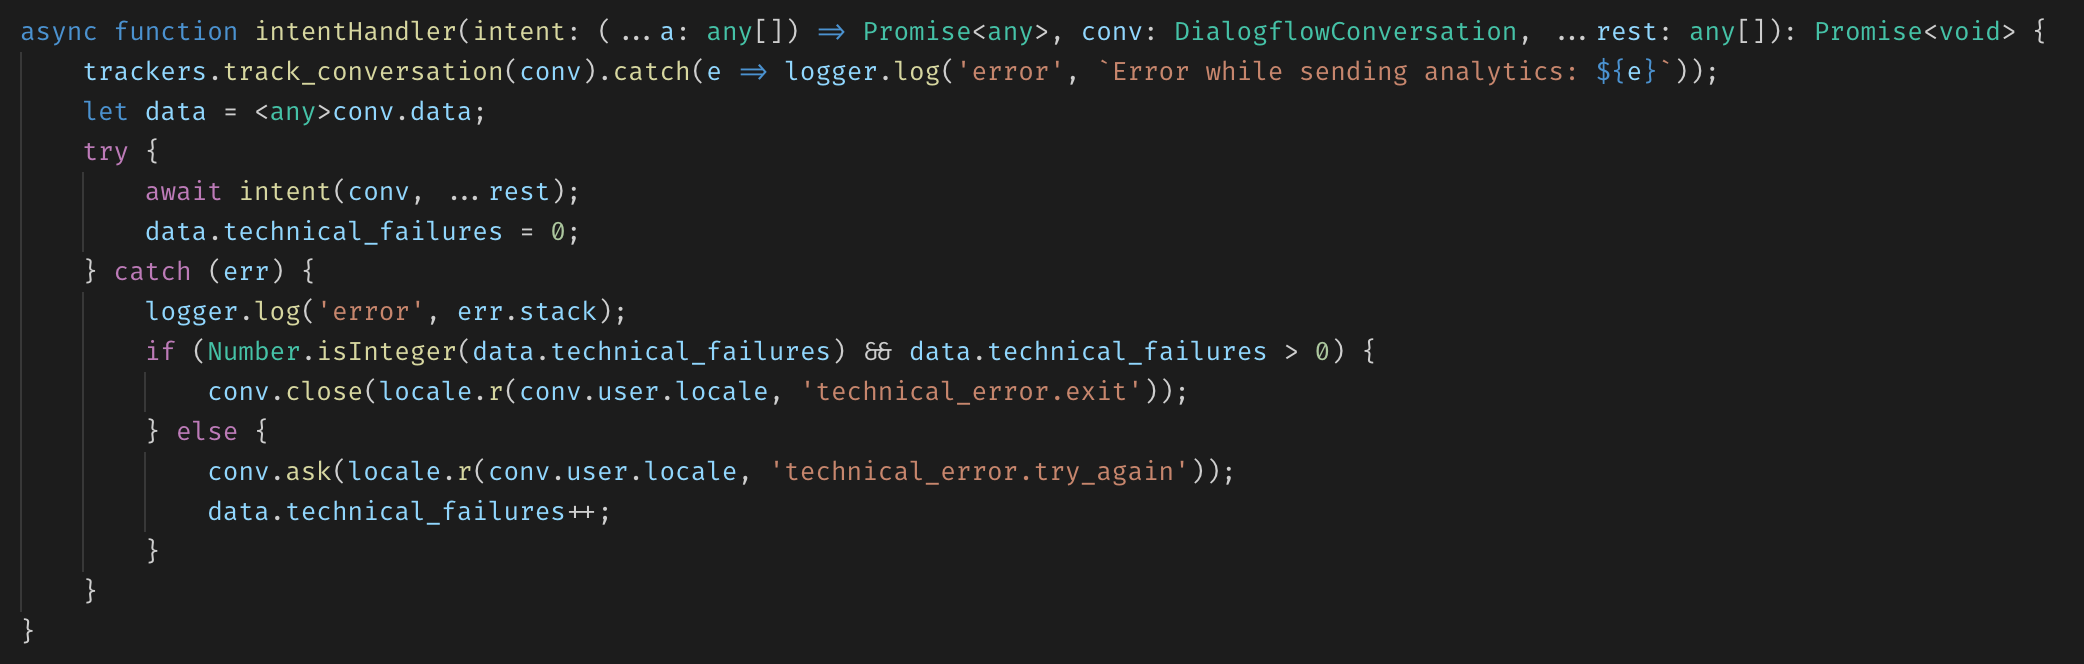 async function intentHandler(intent: (...a: any[]) => Promise<any>, conv: DialogflowConversation, ...rest: any[]): Promise<void> {
    trackers.track_conversation(conv).catch(e => logger.log('error', `Error while sending analytics: ${e}`));
    let data = <any>conv.data;
    try {
        await intent(conv, ...rest);
        data.technical_failures = 0;
    } catch (err) {
        logger.log('error', err.stack);
        if (Number.isInteger(data.technical_failures) && data.technical_failures > 0) {
            conv.close(locale.r(conv.user.locale, 'technical_error.exit'));
        } else {
            conv.ask(locale.r(conv.user.locale, 'technical_error.try_again'));
            data.technical_failures++;
        }
    }
}